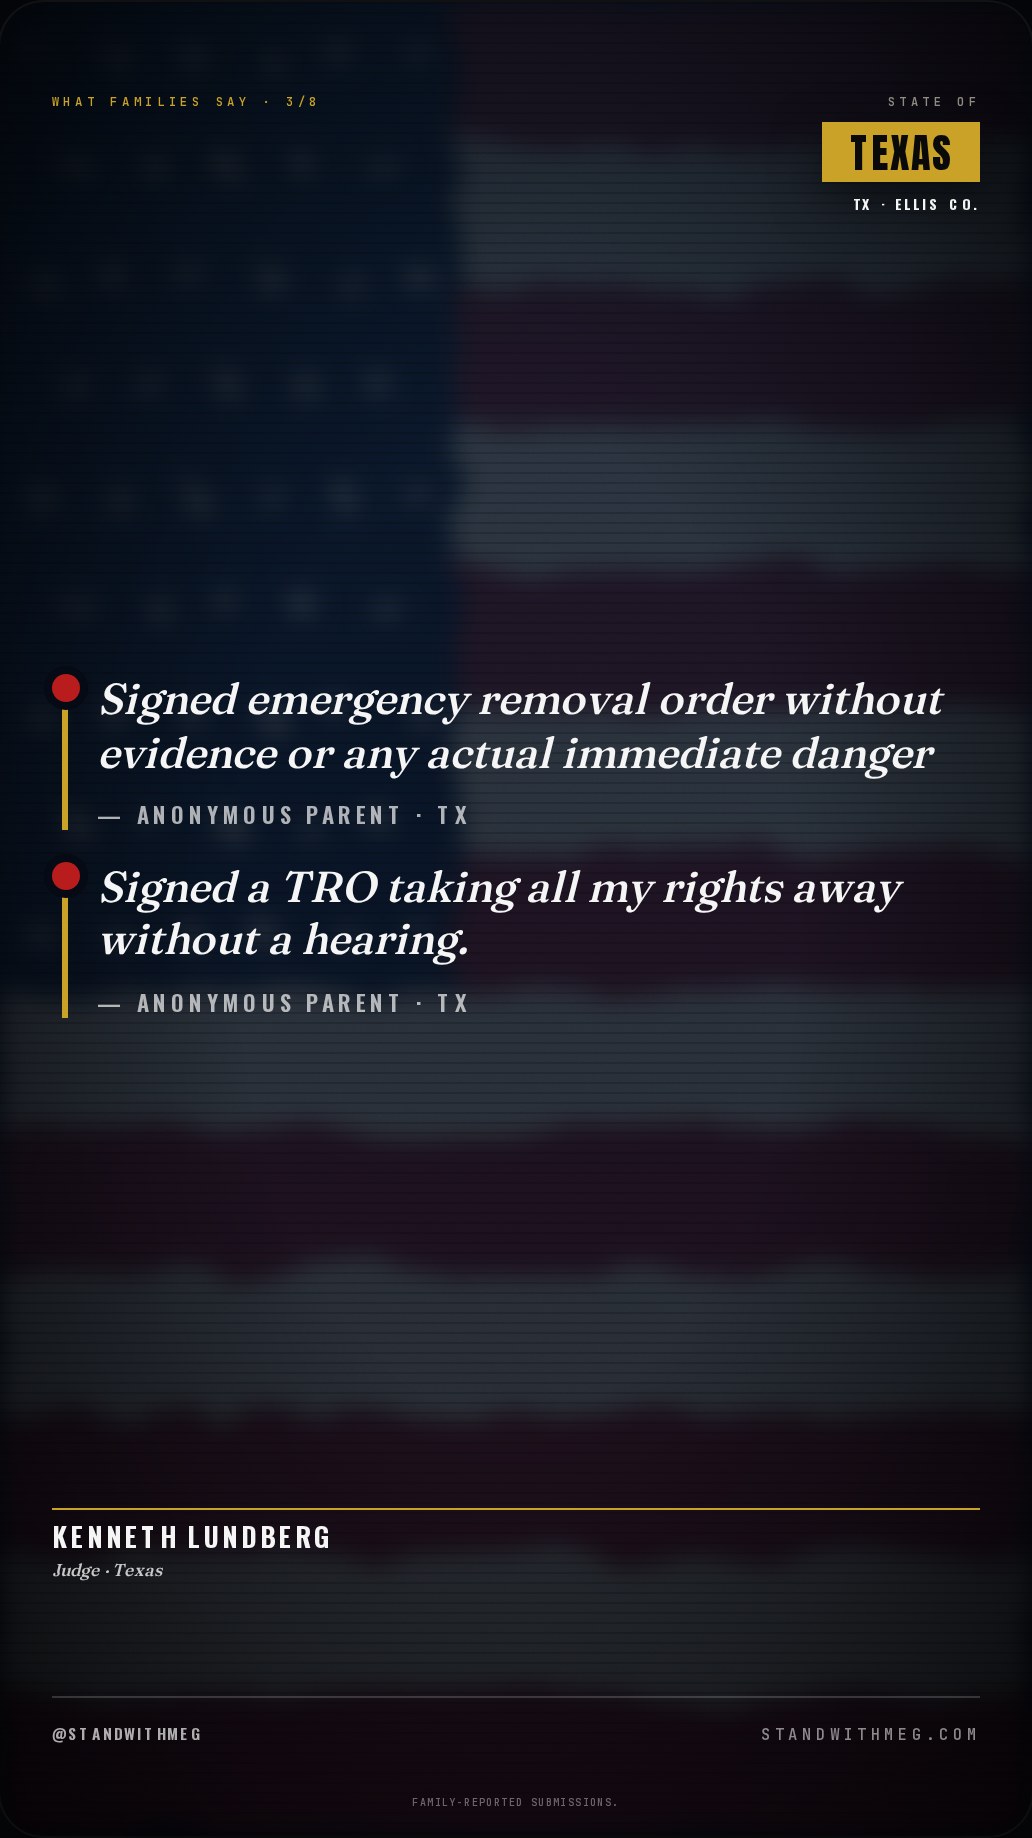 WHAT FAMILIES SAY · 3/8
STATE OF
TEXAS
TX · ELLIS CO.
Signed emergency removal order without
evidence or any actual immediate danger
— ANONYMOUS PARENT · TX
Signed a TRO taking all my rights away
without a hearing.
— ANONYMOUS PARENT · TX
KENNETH LUNDBERG
Judge · Texas
@STANDWITHMEG
STANDWITHMEG.COM
FAMILY-REPORTED SUBMISSIONS.